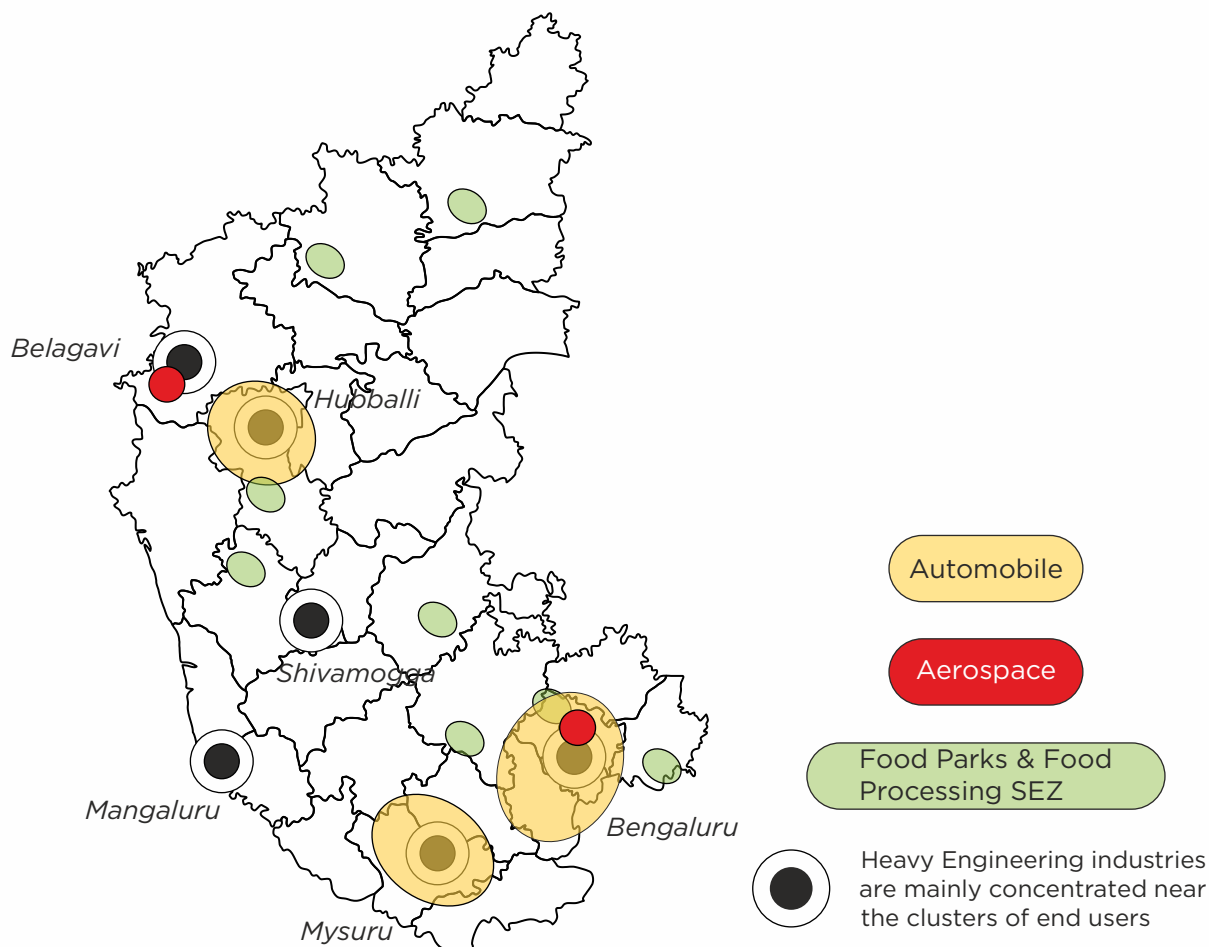 Belagavi
Hubballi
Shivamogga
Mangaluru
Bengaluru
Mysuru
Automobile
Aerospace
Food Parks & Food
Processing SEZ
Heavy Engineering industries
are mainly concentrated near
the clusters of end users